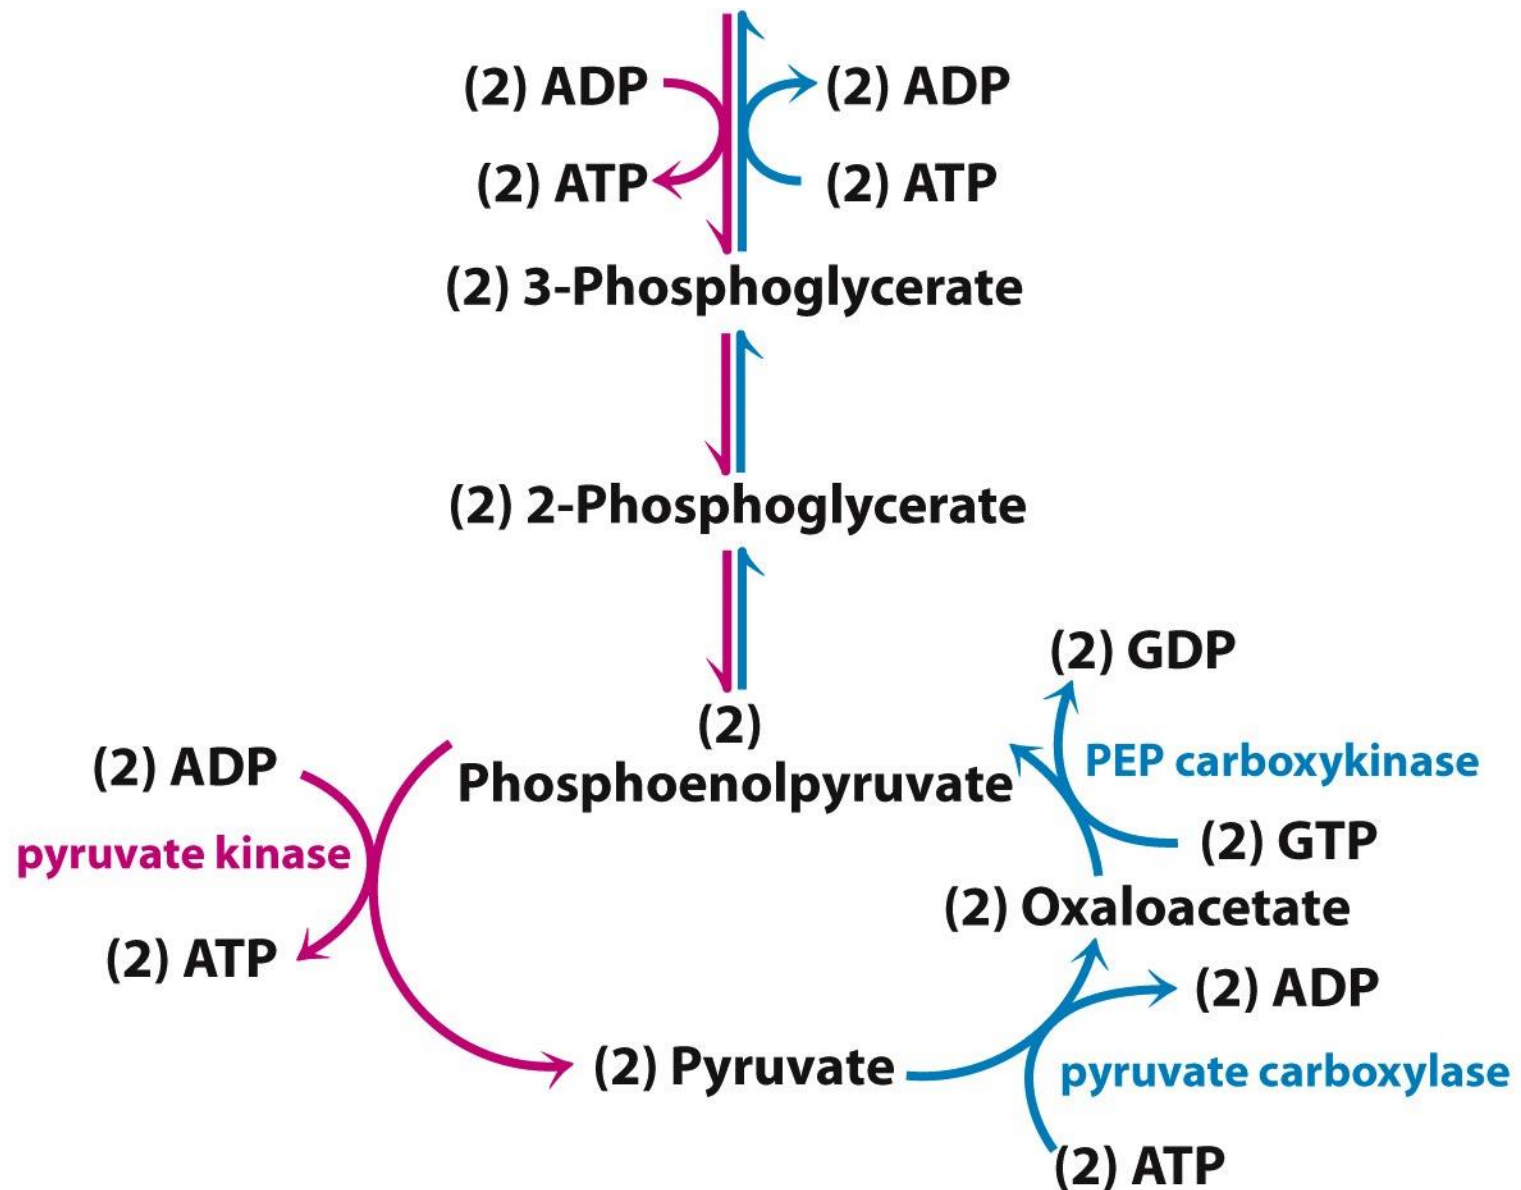 (2) ADP
(2) ADP
(2) ATP
(2) ATP
(2) 3-Phosphoglycerate
(2) 2-Phosphoglycerate
(2) GDP
(2)
Phosphoenolpyruvate
(2) ADP
PEP carboxykinase
pyruvate kinase
(2) GTP
(2) Oxaloacetate
(2) ATP
(2) ADP
(2) Pyruvate
pyruvate carboxylase
(2) ATP